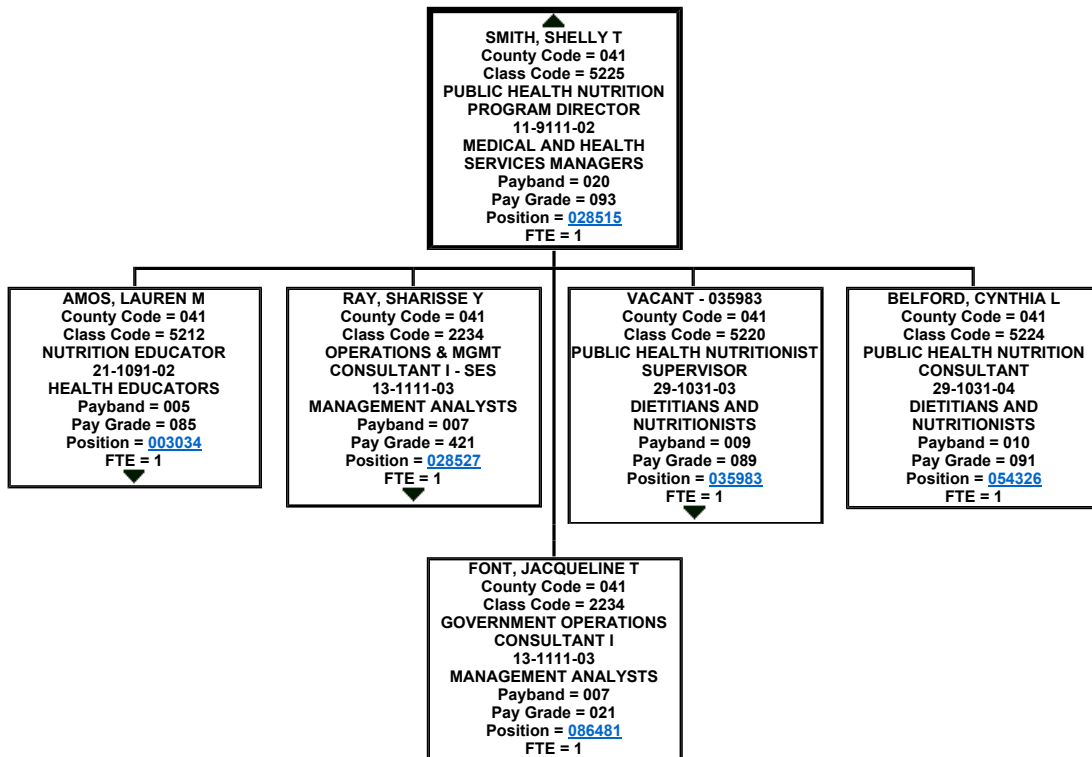 SMITH, SHELLY T
County Code = 041
Class Code = 5225
PUBLIC HEALTH NUTRITION
PROGRAM DIRECTOR
11-9111-02
MEDICAL AND HEALTH
SERVICES MANAGERS
Payband = 020
Pay Grade = 093
Position = 028515
FTE = 1
AMOS, LAUREN M
County Code = 041
Class Code = 5212
NUTRITION EDUCATOR
21-1091-02
HEALTH EDUCATORS
Payband = 005
Pay Grade = 085
Position = 003034
FTE = 1
RAY, SHARISSE Y
County Code = 041
Class Code = 2234
OPERATIONS & MGMT
CONSULTANT I - SES
13-1111-03
MANAGEMENT ANALYSTS
Payband = 007
Pay Grade = 421
Position = 028527
FTE = 1
VACANT - 035983
County Code = 041
Class Code = 5220
PUBLIC HEALTH NUTRITIONIST
SUPERVISOR
29-1031-03
DIETITIANS AND
NUTRITIONISTS
Payband = 009
Pay Grade = 089
Position = 035983
FTE = 1
BELFORD, CYNTHIA L
County Code = 041
Class Code = 5224
PUBLIC HEALTH NUTRITION
CONSULTANT
29-1031-04
DIETITIANS AND
NUTRITIONISTS
Payband = 010
Pay Grade = 091
Position = 054326
FTE = 1
FONT, JACQUELINE T
County Code = 041
Class Code = 2234
GOVERNMENT OPERATIONS
CONSULTANT I
13-1111-03
MANAGEMENT ANALYSTS
Payband = 007
Pay Grade = 021
Position = 086481
FTE = 1